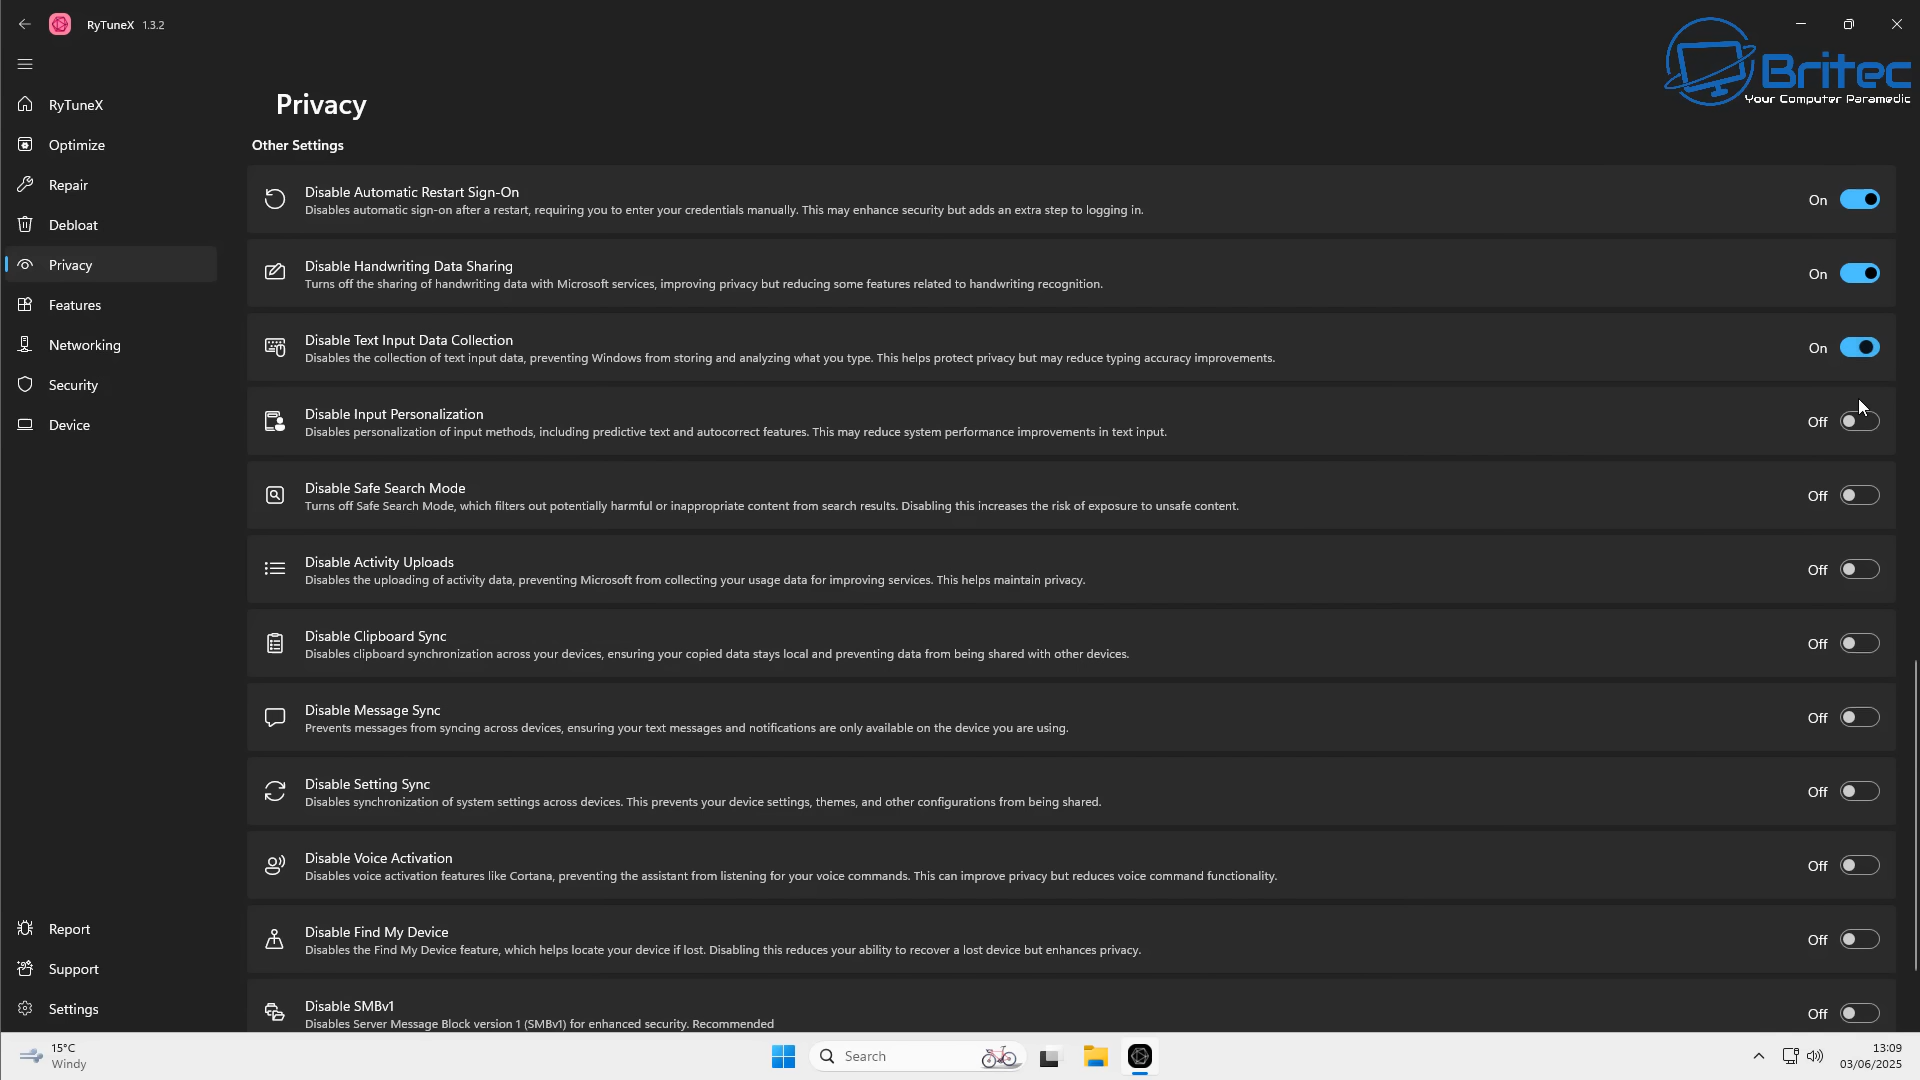 RyTuneX 1.3.2
Britec
Your Computer Paramedic
RyTuneX
Optimize
Repair
Debloat
Privacy
Features
Networking
Security
Device
Report
Support
Settings
Privacy
Other Settings
Disable Automatic Restart Sign-On
Disables automatic sign-on after a restart, requiring you to enter your credentials manually. This may enhance security but adds an extra step to logging in.
On
Disable Handwriting Data Sharing
Turns off the sharing of handwriting data with Microsoft services, improving privacy but reducing some features related to handwriting recognition.
On
Disable Text Input Data Collection
Disables the collection of text input data, preventing Windows from storing and analyzing what you type. This helps protect privacy but may reduce typing accuracy improvements.
On
Disable Input Personalization
Disables personalization of input methods, including predictive text and autocorrect features. This may reduce system performance improvements in text input.
Off
Disable Safe Search Mode
Turns off Safe Search Mode, which filters out potentially harmful or inappropriate content from search results. Disabling this increases the risk of exposure to unsafe content.
Off
Disable Activity Uploads
Disables the uploading of activity data, preventing Microsoft from collecting your usage data for improving services. This helps maintain privacy.
Off
Disable Clipboard Sync
Disables clipboard synchronization across your devices, ensuring your copied data stays local and preventing data from being shared with other devices.
Off
Disable Message Sync
Prevents messages from syncing across devices, ensuring your text messages and notifications are only available on the device you are using.
Off
Disable Setting Sync
Disables synchronization of system settings across devices. This prevents your device settings, themes, and other configurations from being shared.
Off
Disable Voice Activation
Disables voice activation features like Cortana, preventing the assistant from listening for your voice commands. This can improve privacy but reduces voice command functionality.
Off
Disable Find My Device
Disables the Find My Device feature, which helps locate your device if lost. Disabling this reduces your ability to recover a lost device but enhances privacy.
Off
Disable SMBv1
Disables Server Message Block version 1 (SMBv1) for enhanced security. Recommended
Off
15°C
Windy
Search
13:09
03/06/2025